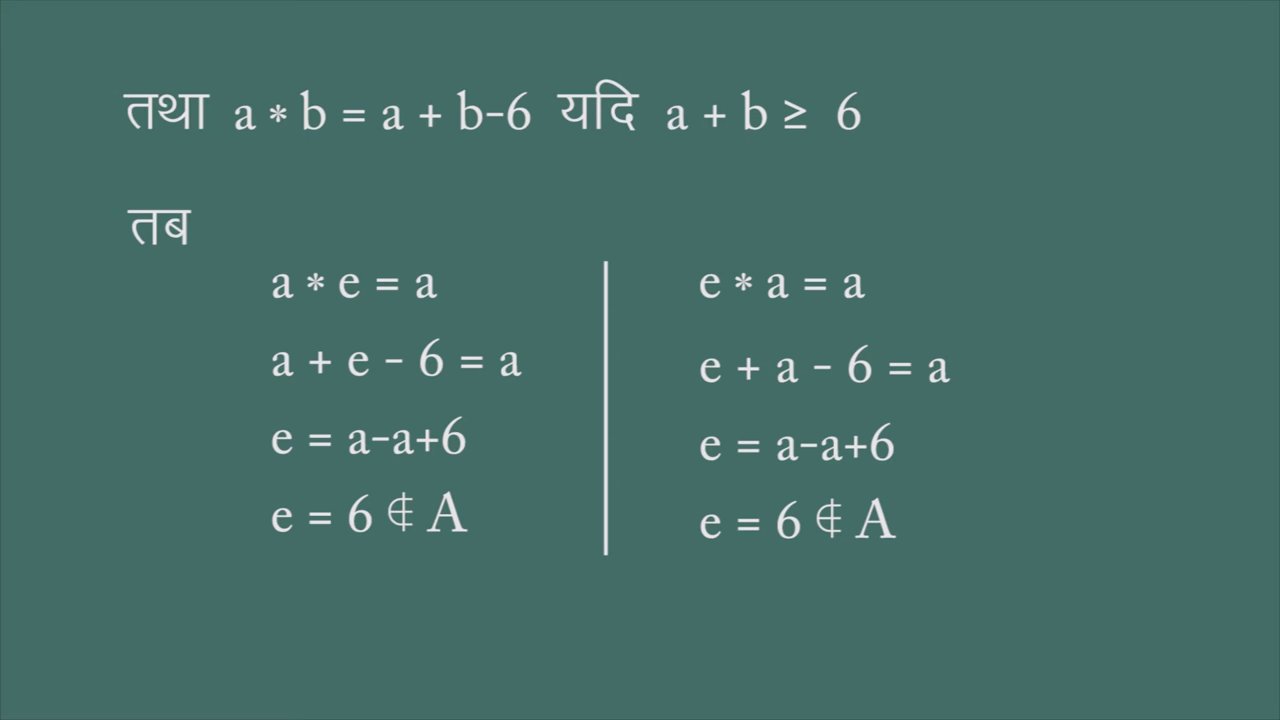 तथा a * b = a + b-6 यदि a + b ≥ 6
तब
a * e = a
a + e - 6 = a
e = a-a+6
e = 6 ∉ A
e * a = a
e + a - 6 = a
e = a-a+6
e = 6 ∉ A